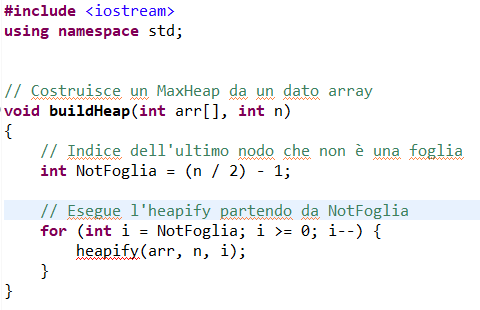 #include <iostream>
using namespace std;
// Costruisce un MaxHeap da un dato array
void buildHeap(int arr[], int n)
{
// Indice dell'ultimo nodo che non è una foglia
int NotFoglia = (n / 2) - 1;
// Esegue l'heapify partendo da NotFoglia
for (int i = NotFoglia; i >= 0; i--) {
heapify(arr, n, i);
}
}